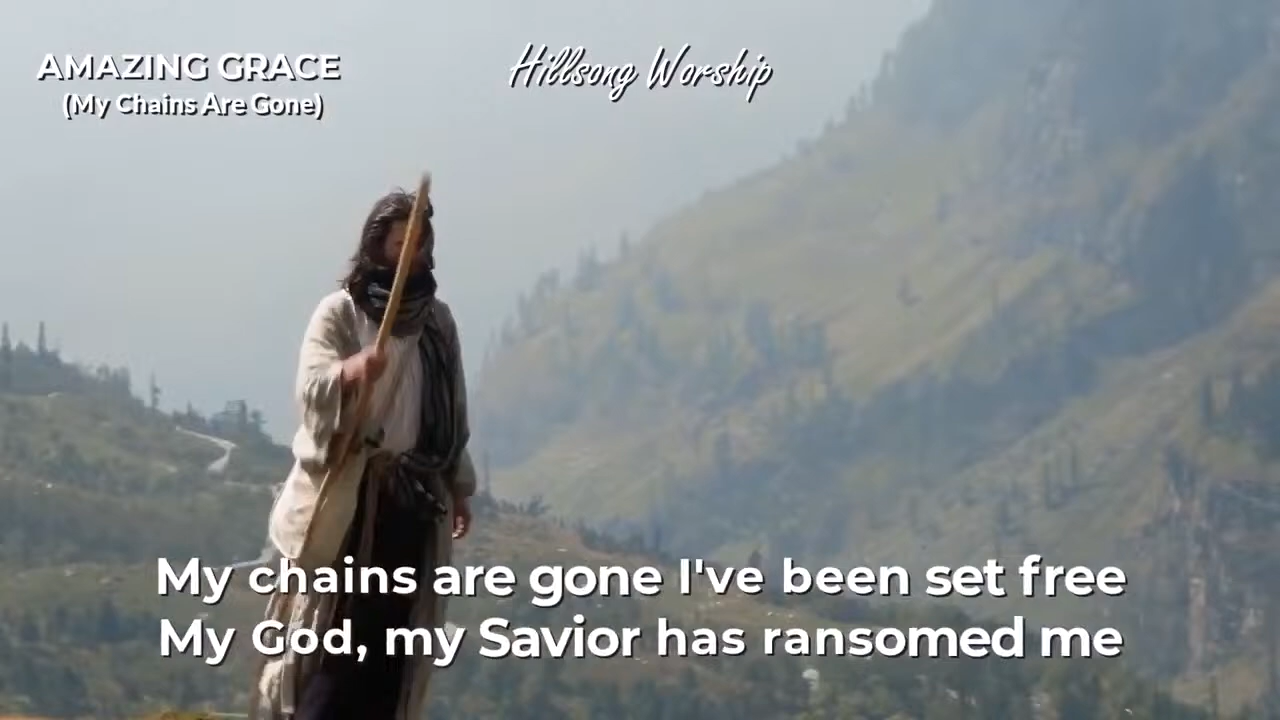 AMAZING GRACE
(My Chains Are Gone)
Hillsong Worship
My chains are gone I've been set free
My God, my Savior has ransomed me